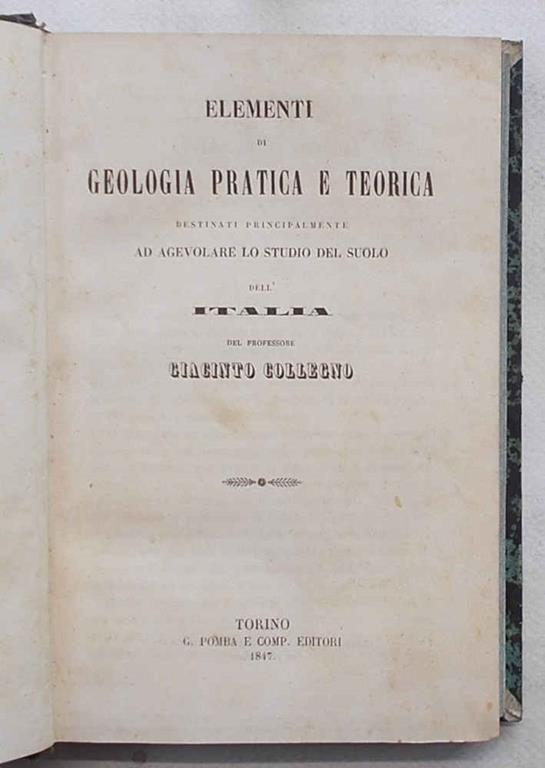 ELEMENTI
DI
GEOLOGIA PRATICA E TEORICA
DESTINATI PRINCIPALMENTE
AD AGEVOLARE LO STUDIO DEL SUOLO
DELL'
ITALIA
DEL PROFESSORE
GIACINTO COLLEGNO
TORINO
G. POMBA E COMP. EDITORI
1847.